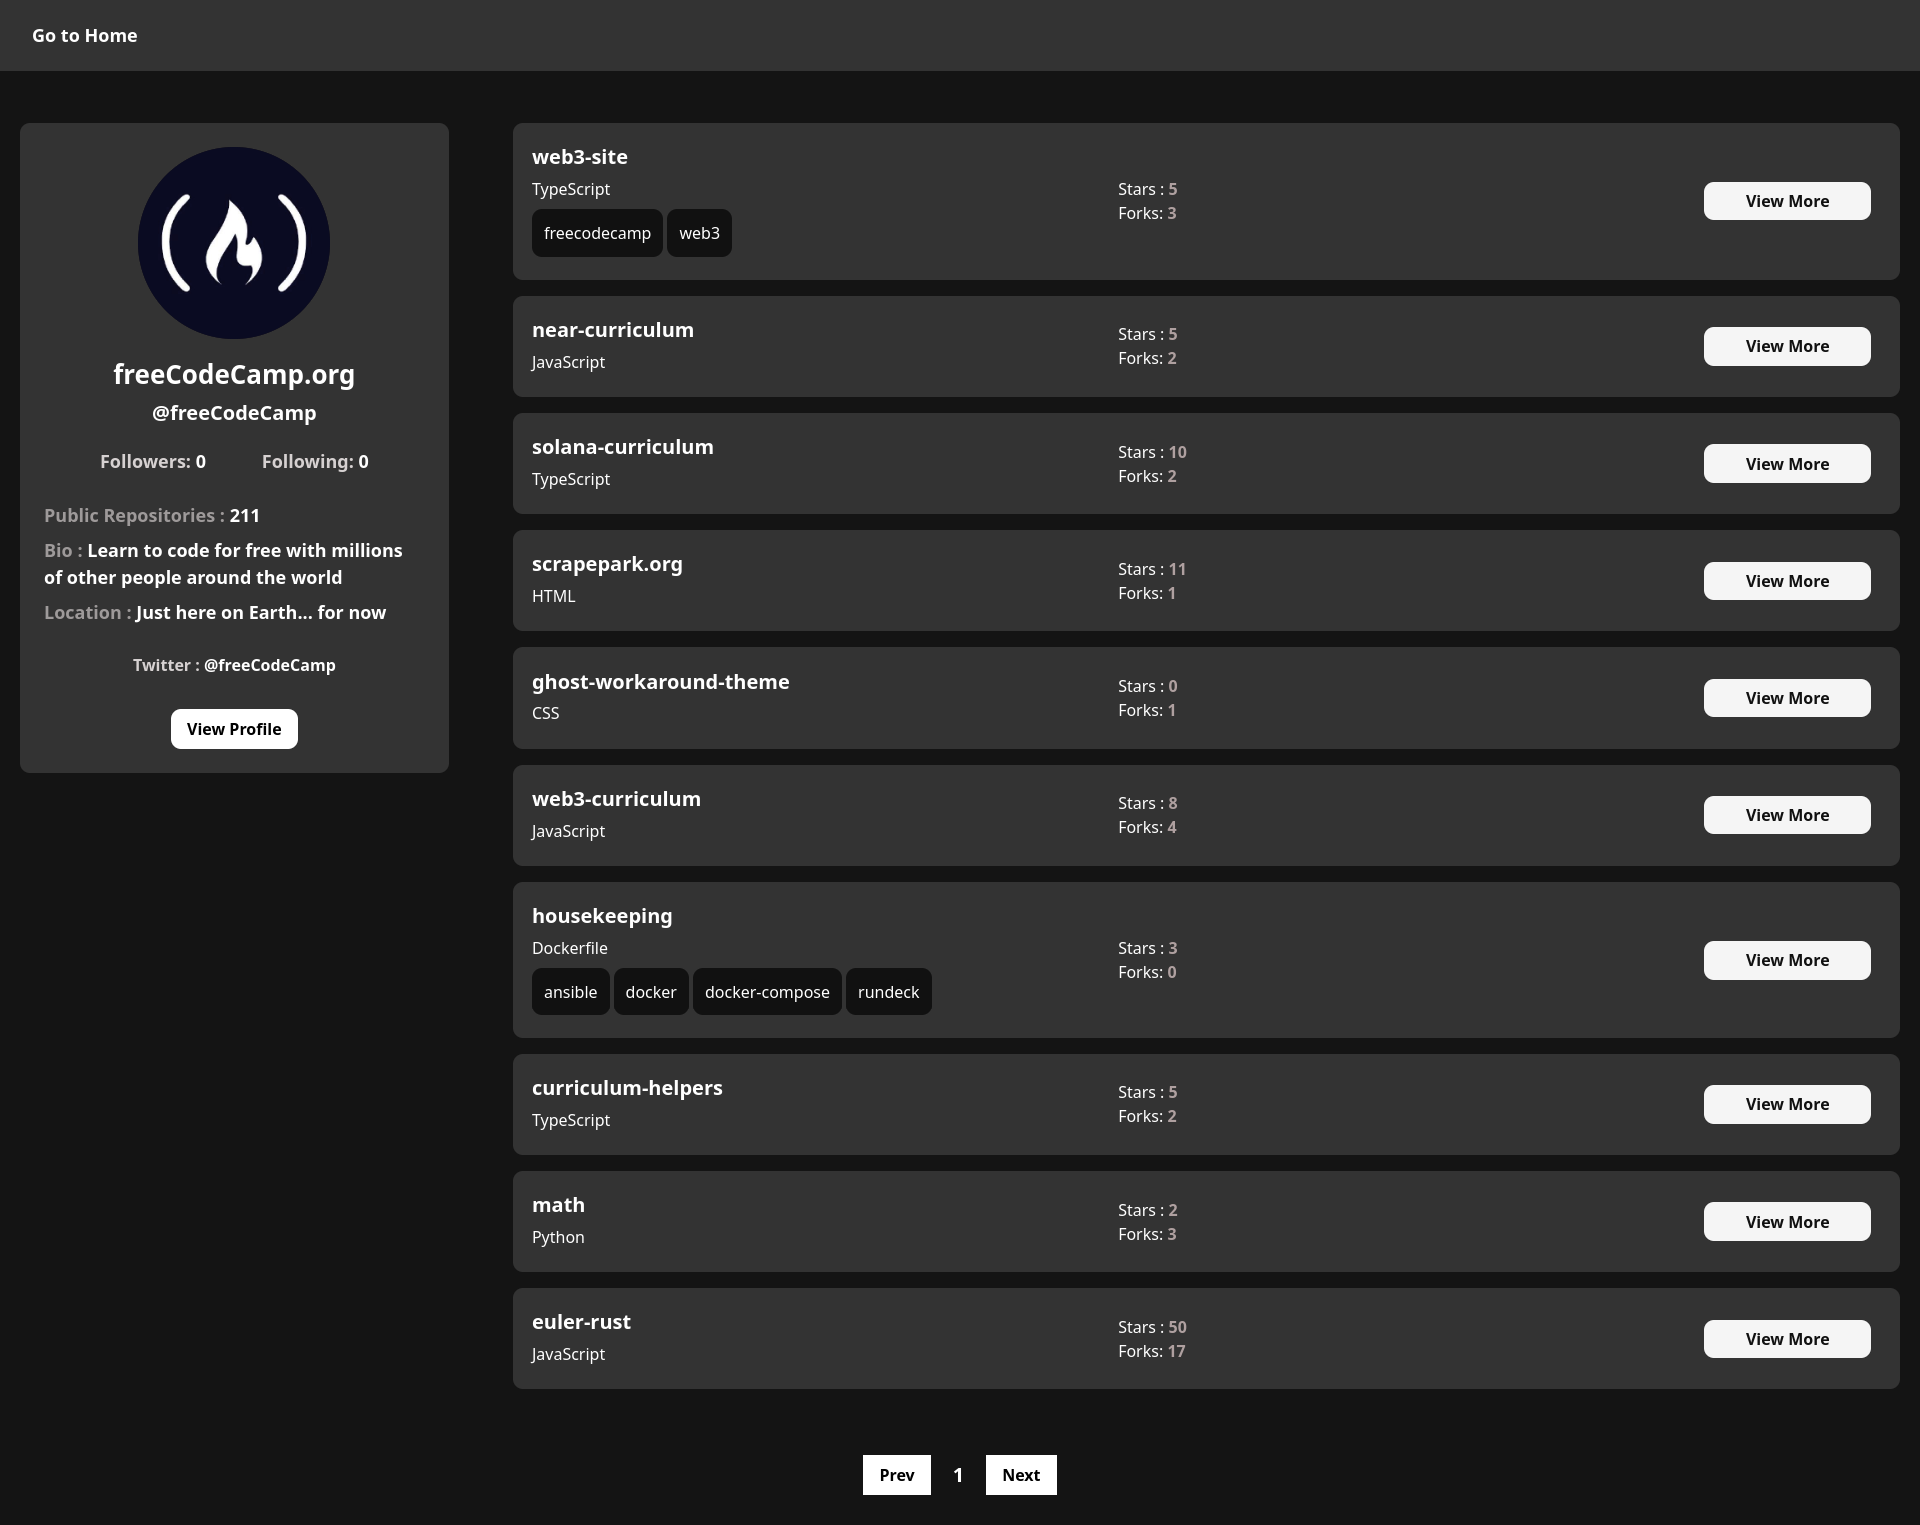 Go to Home
freeCodeCamp.org
@freeCodeCamp
Followers: 0 Following: 0
Public Repositories : 211
Bio : Learn to code for free with millions
of other people around the world
Location : Just here on Earth... for now
Twitter : @freeCodeCamp
View Profile
web3-site
TypeScript
freecodecamp web3
Stars : 5
Forks: 3
View More
near-curriculum
JavaScript
Stars : 5
Forks: 2
View More
solana-curriculum
TypeScript
Stars : 10
Forks: 2
View More
scrapepark.org
HTML
Stars : 11
Forks: 1
View More
ghost-workaround-theme
CSS
Stars : 0
Forks: 1
View More
web3-curriculum
JavaScript
Stars : 8
Forks: 4
View More
housekeeping
Dockerfile
ansible docker docker-compose rundeck
Stars : 3
Forks: 0
View More
curriculum-helpers
TypeScript
Stars : 5
Forks: 2
View More
math
Python
Stars : 2
Forks: 3
View More
euler-rust
JavaScript
Stars : 50
Forks: 17
View More
Prev 1 Next